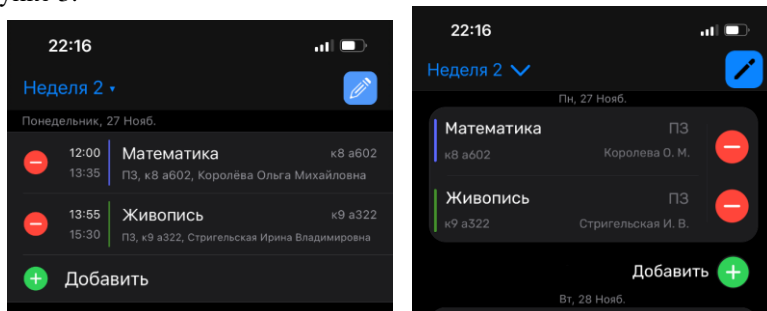 22:16
Неделя 2
Понедельник, 27 Нояб.
12:00 Математика к8 а602
13:35 ПЗ, к8 а602, Королёва Ольга Михайловна
13:55 Живопись к9 а322
15:30 ПЗ, к9 а322, Стригельская Ирина Владимировна
Добавить
22:16
Неделя 2
Пн, 27 Нояб.
Математика ПЗ
к8 а602 Королева О. М.
Живопись ПЗ
к9 а322 Стригельская И. В.
Добавить
Вт, 28 Нояб.